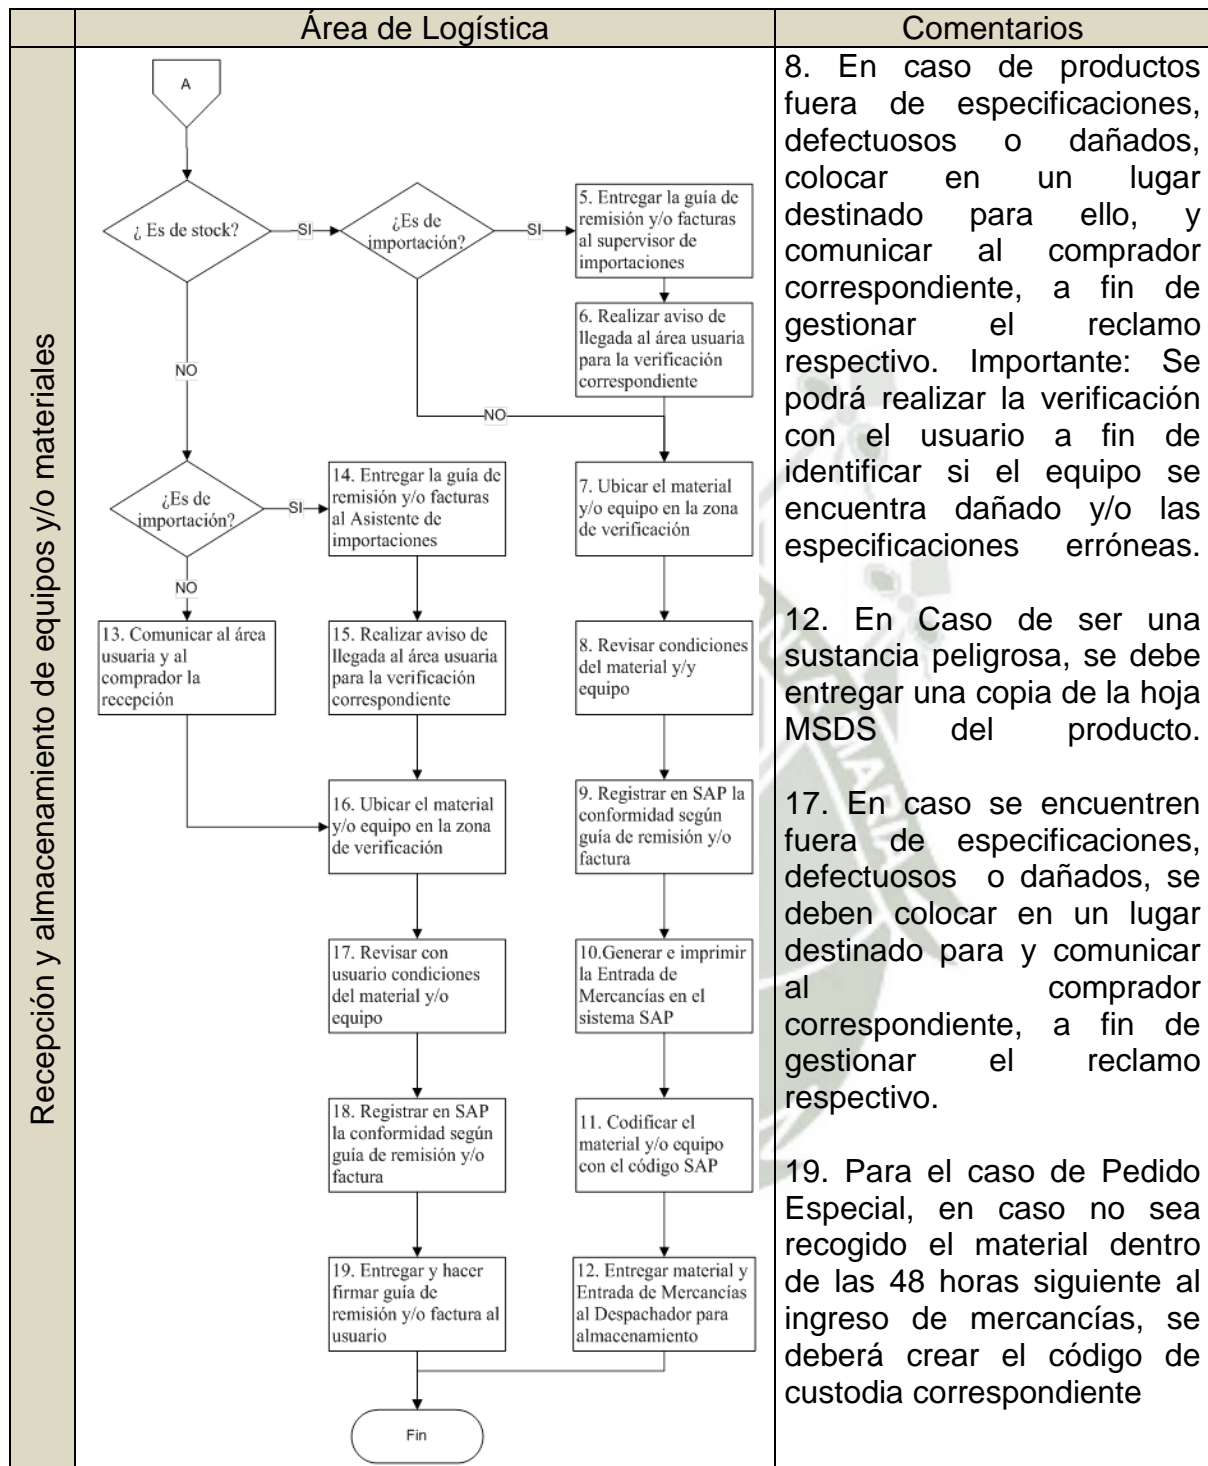 Área de Logística
Comentarios
Recepción y almacenamiento de equipos y/o materiales
A
¿ Es de stock?
SI
¿Es de
importación?
SI
5. Entregar la guía de
remisión y/o facturas
al supervisor de
importaciones
6. Realizar aviso de
llegada al área usuaria
para la verificación
correspondiente
NO
NO
¿Es de
importación?
SI
14. Entregar la guía de
remisión y/o facturas
al Asistente de
importaciones
7. Ubicar el material
y/o equipo en la zona
de verificación
NO
13. Comunicar al área
usuaria y al
comprador la
recepción
15. Realizar aviso de
llegada al área usuaria
para la verificación
correspondiente
8. Revisar condiciones
del material y/y
equipo
16. Ubicar el material
y/o equipo en la zona
de verificación
9. Registrar en SAP la
conformidad según
guía de remisión y/o
factura
17. Revisar con
usuario condiciones
del material y/o
equipo
10.Generar e imprimir
la Entrada de
Mercancías en el
sistema SAP
18. Registrar en SAP
la conformidad según
guía de remisión y/o
factura
11. Codificar el
material y/o equipo
con el código SAP
19. Entregar y hacer
firmar guía de
remisión y/o factura al
usuario
12. Entregar material y
Entrada de Mercancías
al Despachador para
almacenamiento
Fin
8. En caso de productos
fuera de especificaciones,
defectuosos o dañados,
colocar en un lugar
destinado para ello, y
comunicar al comprador
correspondiente, a fin de
gestionar el reclamo
respectivo. Importante: Se
podrá realizar la verificación
con el usuario a fin de
identificar si el equipo se
encuentra dañado y/o las
especificaciones erróneas.
12. En Caso de ser una
sustancia peligrosa, se debe
entregar una copia de la hoja
MSDS del producto.
17. En caso se encuentren
fuera de especificaciones,
defectuosos o dañados, se
deben colocar en un lugar
destinado para y comunicar
al comprador
correspondiente, a fin de
gestionar el reclamo
respectivo.
19. Para el caso de Pedido
Especial, en caso no sea
recogido el material dentro
de las 48 horas siguiente al
ingreso de mercancías, se
deberá crear el código de
custodia correspondiente